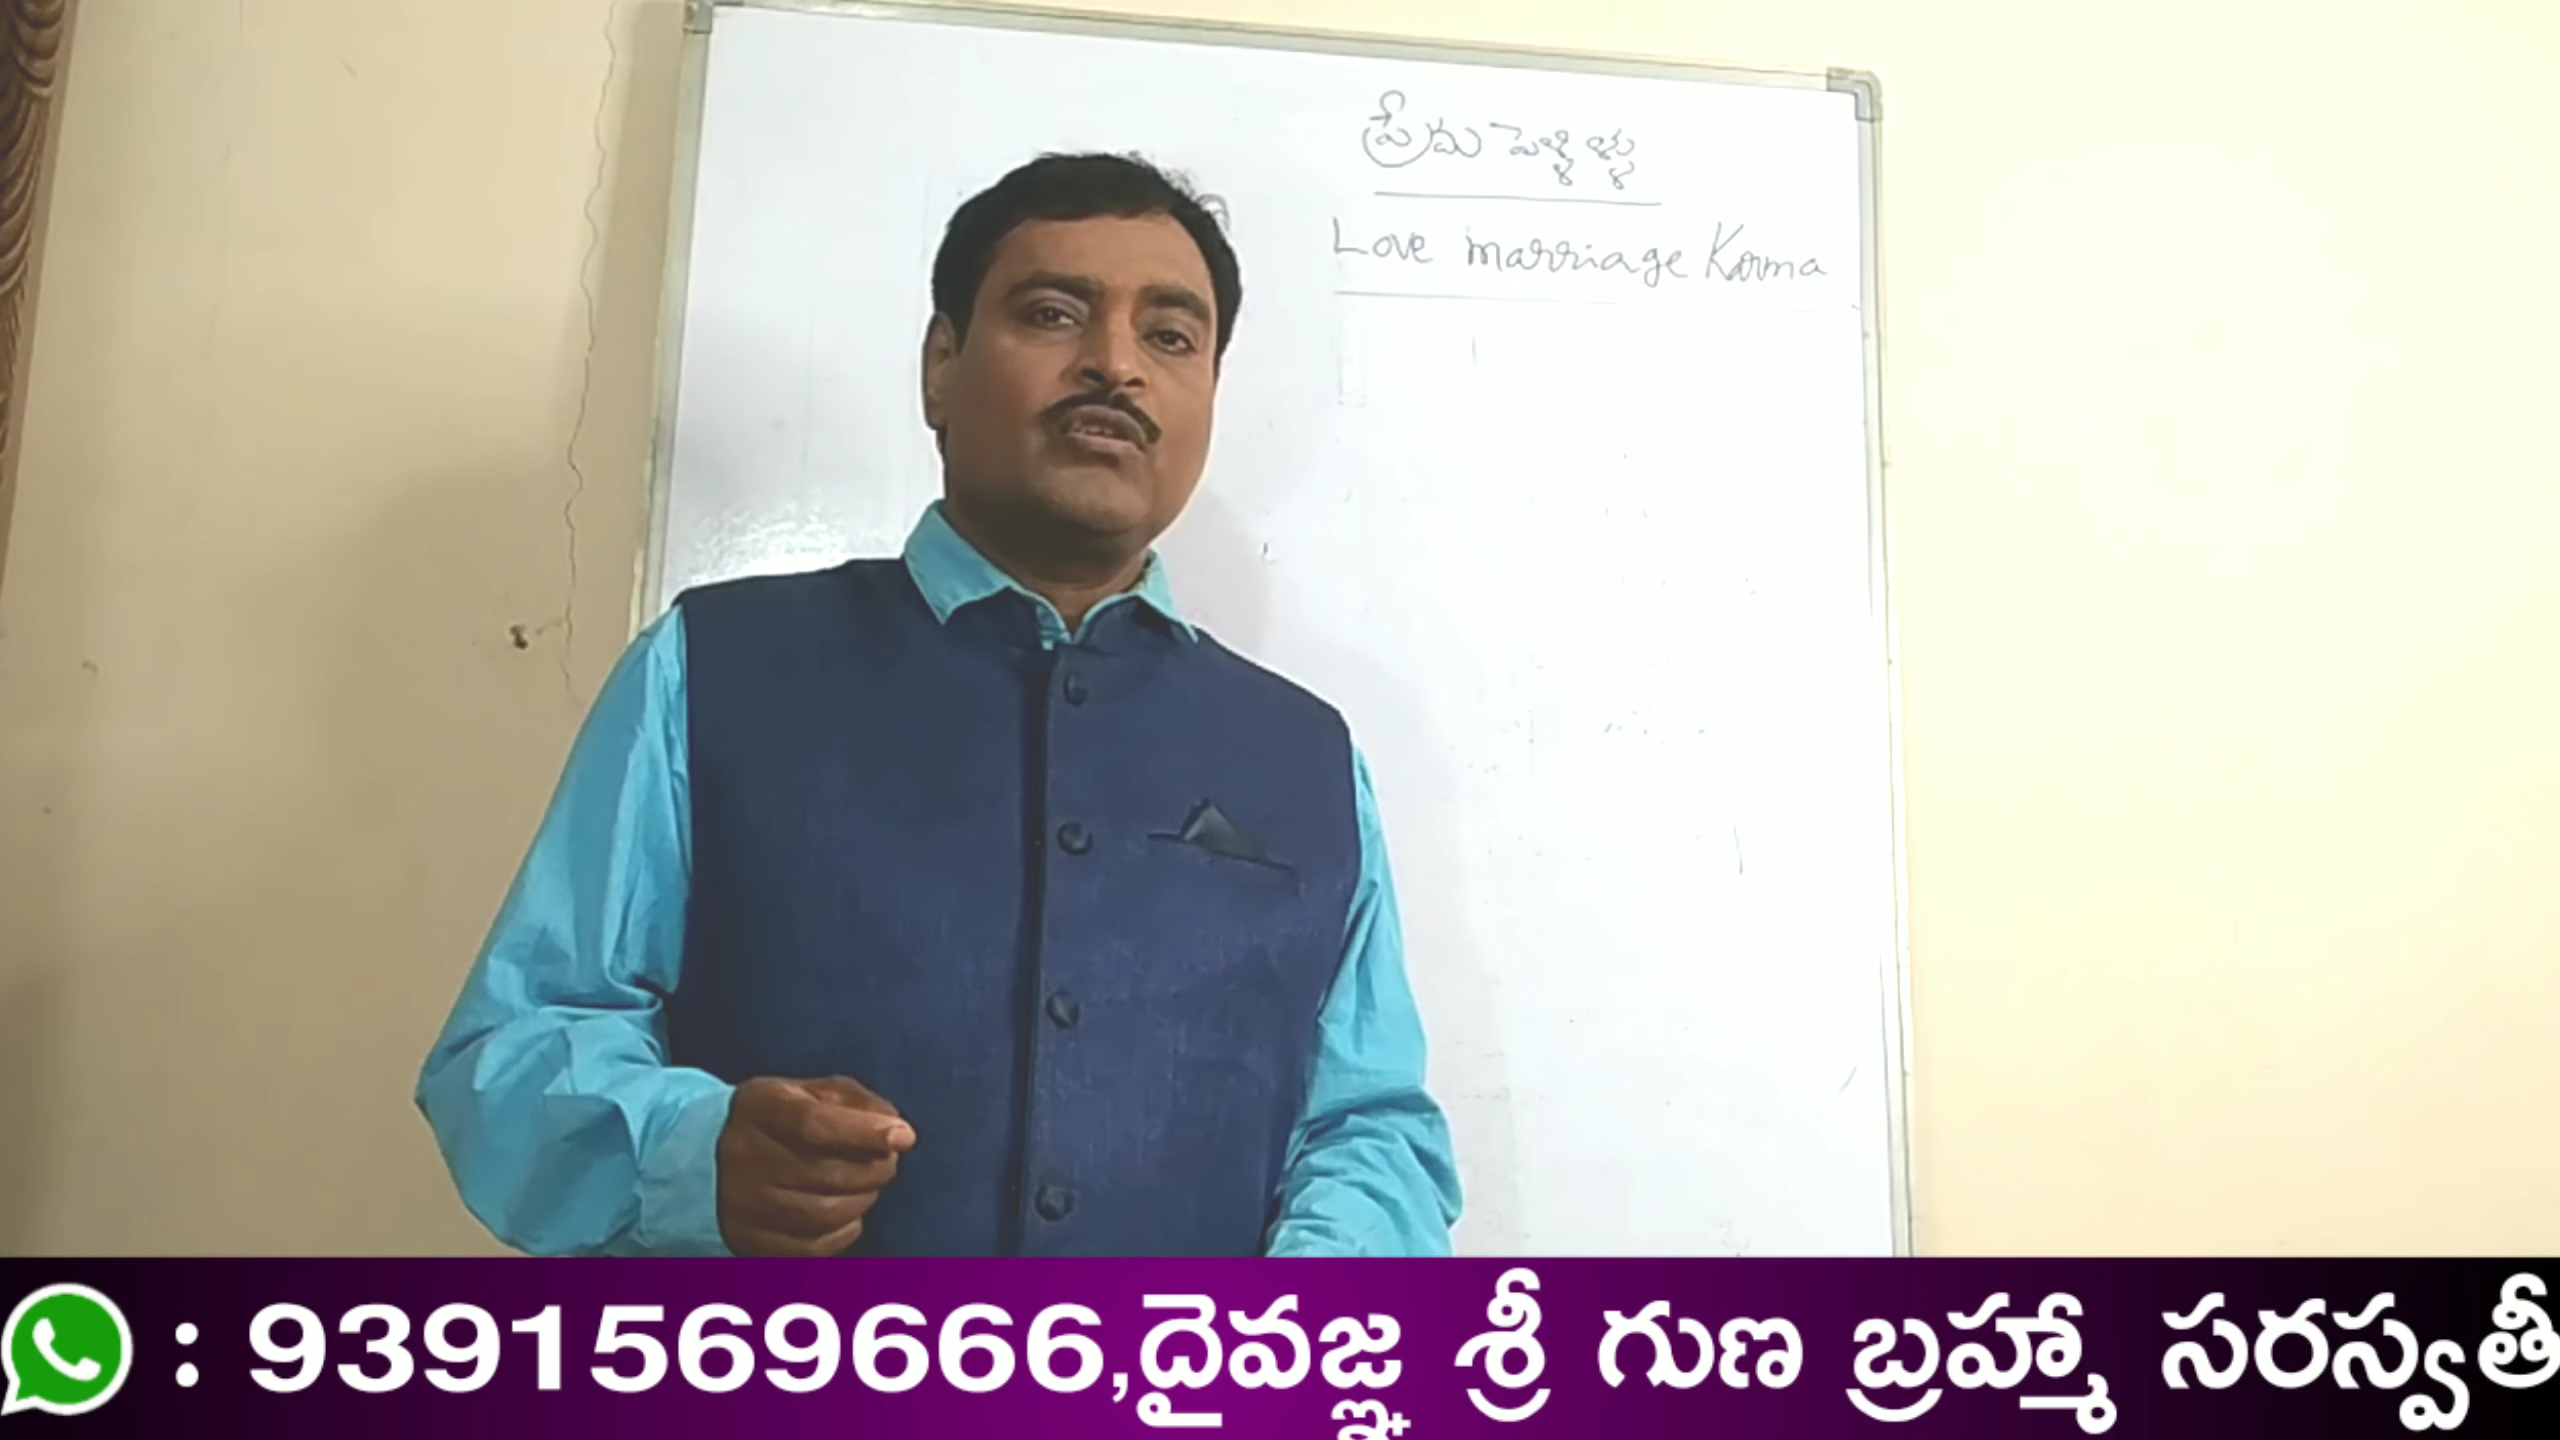 ప్రేమ పెళ్ళిళ్ళు
Love marriage Karma
: 9391569666,దైవజ్ఞ శ్రీ గుణ బ్రహ్మా సరస్వతీ